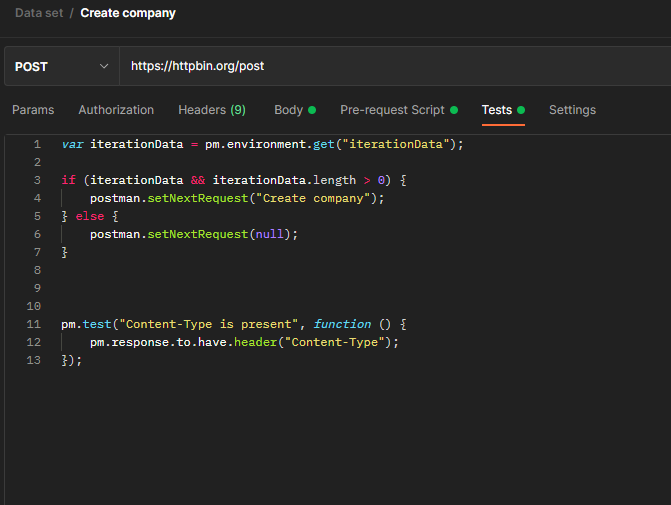 Data set / Create company
POST https://httpbin.org/post
Params Authorization Headers (9) Body Pre-request Script Tests Settings
1 var iterationData = pm.environment.get("iterationData");
2
3 if (iterationData && iterationData.length > 0) {
4 postman.setNextRequest("Create company");
5 } else {
6 postman.setNextRequest(null);
7 }
8
9
10
11 pm.test("Content-Type is present", function () {
12 pm.response.to.have.header("Content-Type");
13 });